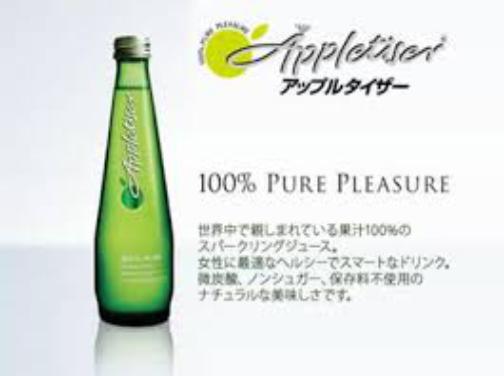 100% PURE PLEASURE
Appletiser
アップルタイザー
Appletiser
100% PURE PLEASURE
世界中で親しまれている果汁100%の
スパークリングジュース。
女性に最適なヘルシーでスマートなドリンク。
微炭酸、ノンシュガー、保存料不使用の
ナチュラルな美味しさです。